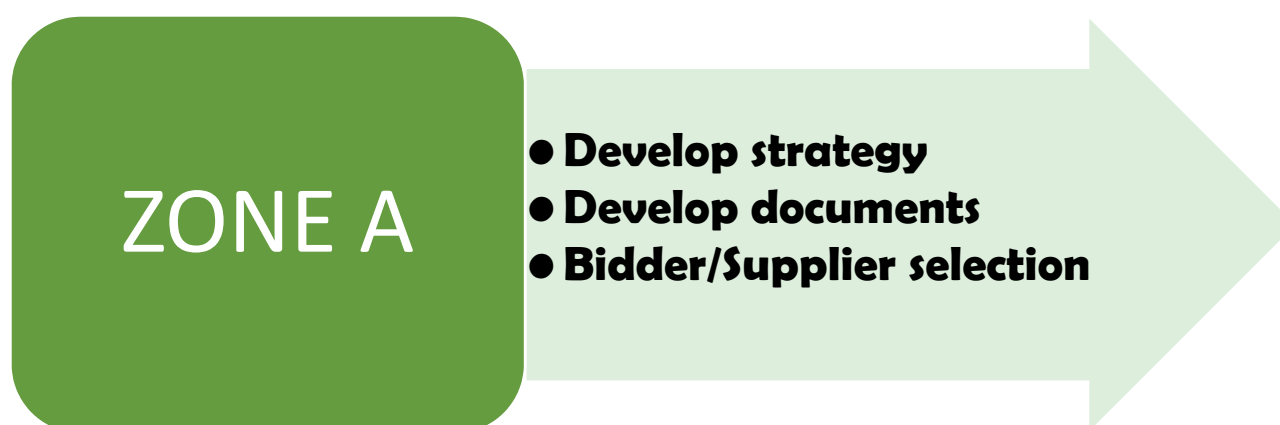 ZONE A
• Develop strategy
• Develop documents
• Bidder/Supplier selection